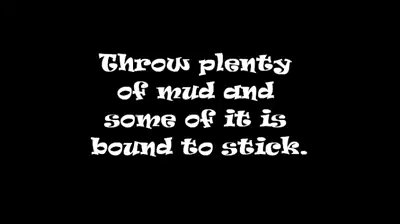 Throw plenty
of mud and
some of it is
bound to stick.